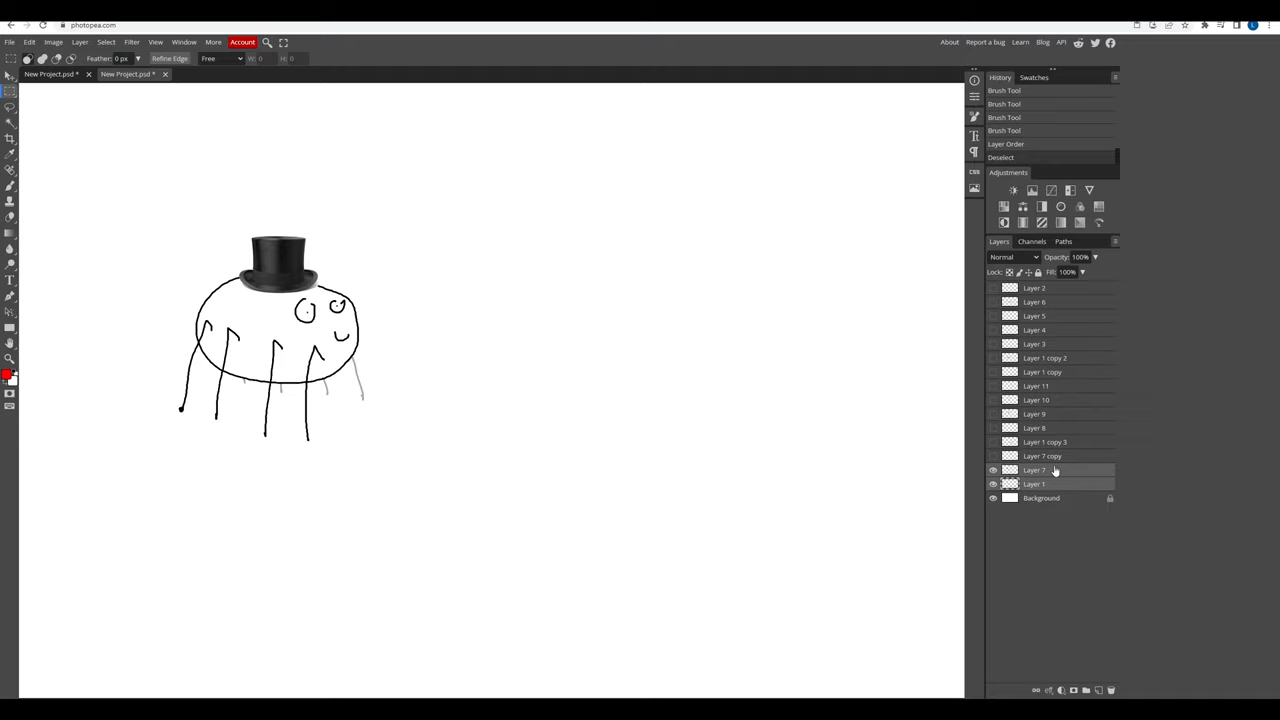 photopea.com
File Edit Image Layer Select Filter View Window More Account About Report a bug Learn Blog API
Feather: 0 px Refine Edge Free W: 0 H: 0
New Project.psd * New Project.psd *
History Swatches
Brush Tool
Brush Tool
Brush Tool
Brush Tool
Layer Order
Deselect
Adjustments
Layers Channels Paths
Normal Opacity: 100%
Lock: Fill: 100%
Layer 2
Layer 6
Layer 5
Layer 4
Layer 3
Layer 1 copy 2
Layer 1 copy
Layer 11
Layer 10
Layer 9
Layer 8
Layer 1 copy 3
Layer 7 copy
Layer 7
Layer 1
Background